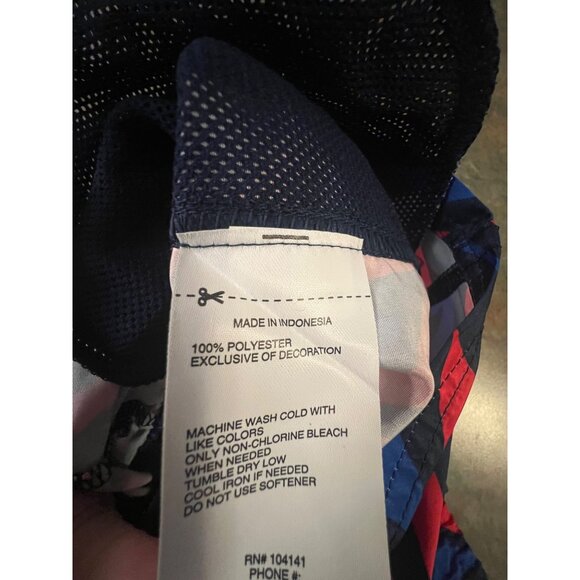 MADE IN INDONESIA
100% POLYESTER
EXCLUSIVE OF DECORATION
MACHINE WASH COLD WITH
LIKE COLORS
ONLY NON-CHLORINE BLEACH
WHEN NEEDED
TUMBLE DRY LOW
COOL IRON IF NEEDED
DO NOT USE SOFTENER
RN# 104141
PHONE #: